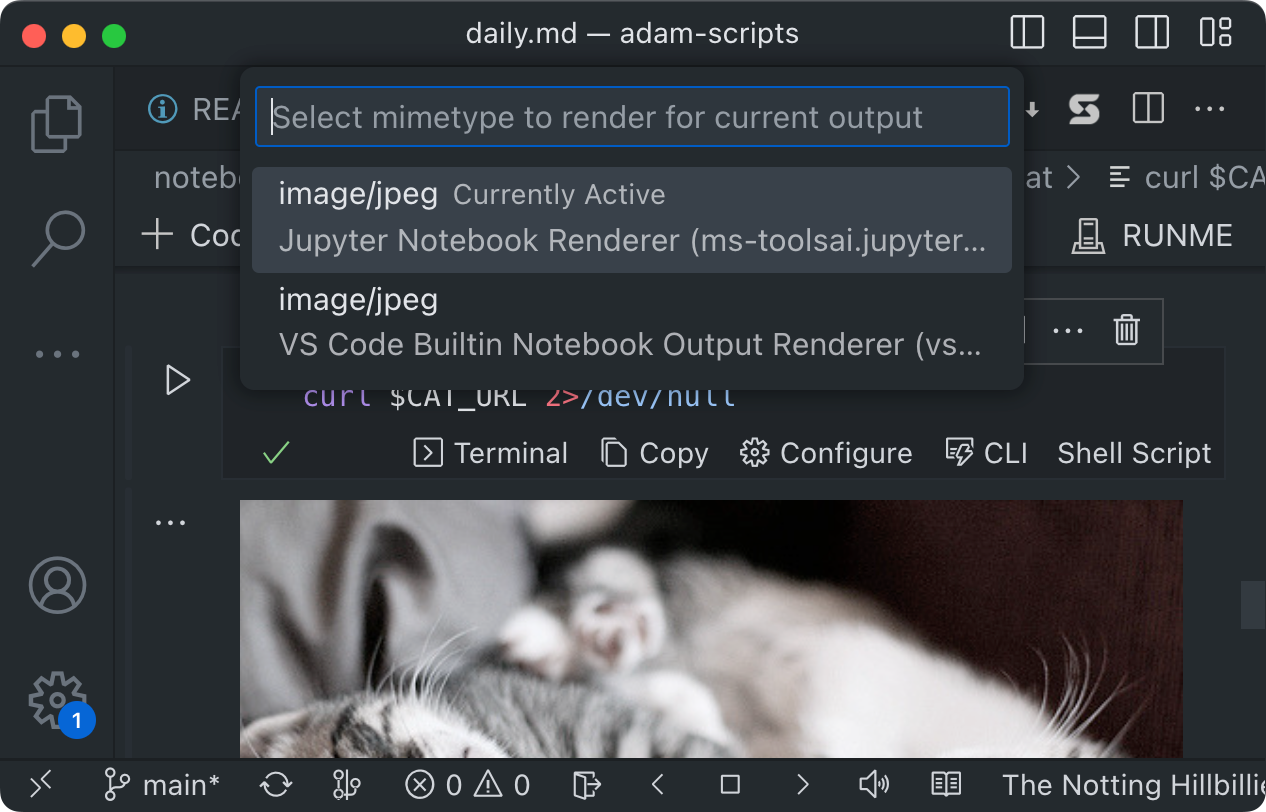 daily.md — adam-scripts
REA
Select mimetype to render for current output
noteb
at
curl $CA
image/jpeg Currently Active
Jupyter Notebook Renderer (ms-toolsai.jupyter...
Cod
RUNME
image/jpeg
VS Code Builtin Notebook Output Renderer (vs...
curl $CAT_URL 2>/dev/null
Terminal Copy Configure CLI Shell Script
1
main* 0 0 The Notting Hillbillie